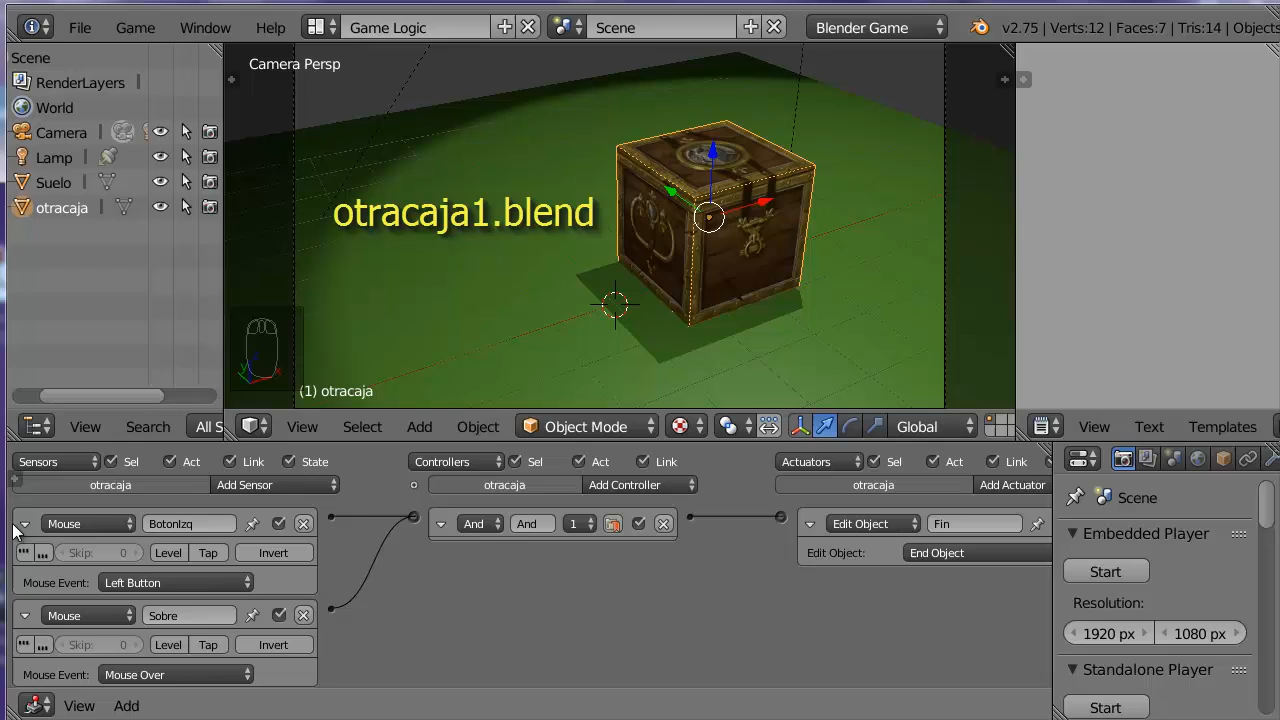 File Game Window Help Game Logic Scene Blender Game v2.75 | Verts:12 | Faces:7 | Tris:14 | Objects
Scene
RenderLayers
World
Camera
Lamp
Suelo
otracaja
Camera Persp
otracaja1.blend
(1) otracaja
View Search All S View Select Add Object Object Mode Global View Text Templates
Sensors Sel Act Link State Controllers Sel Act Link Actuators Sel Act Link
otracaja Add Sensor otracaja Add Controller otracaja Add Actuator
Mouse BotonIzq And And 1 Edit Object Fin
Skip: 0 Level Tap Invert Edit Object: End Object
Mouse Event: Left Button
Mouse Sobre
Skip: 0 Level Tap Invert
Mouse Event: Mouse Over
View Add
Scene
Embedded Player
Start
Resolution:
1920 px 1080 px
Standalone Player
Start